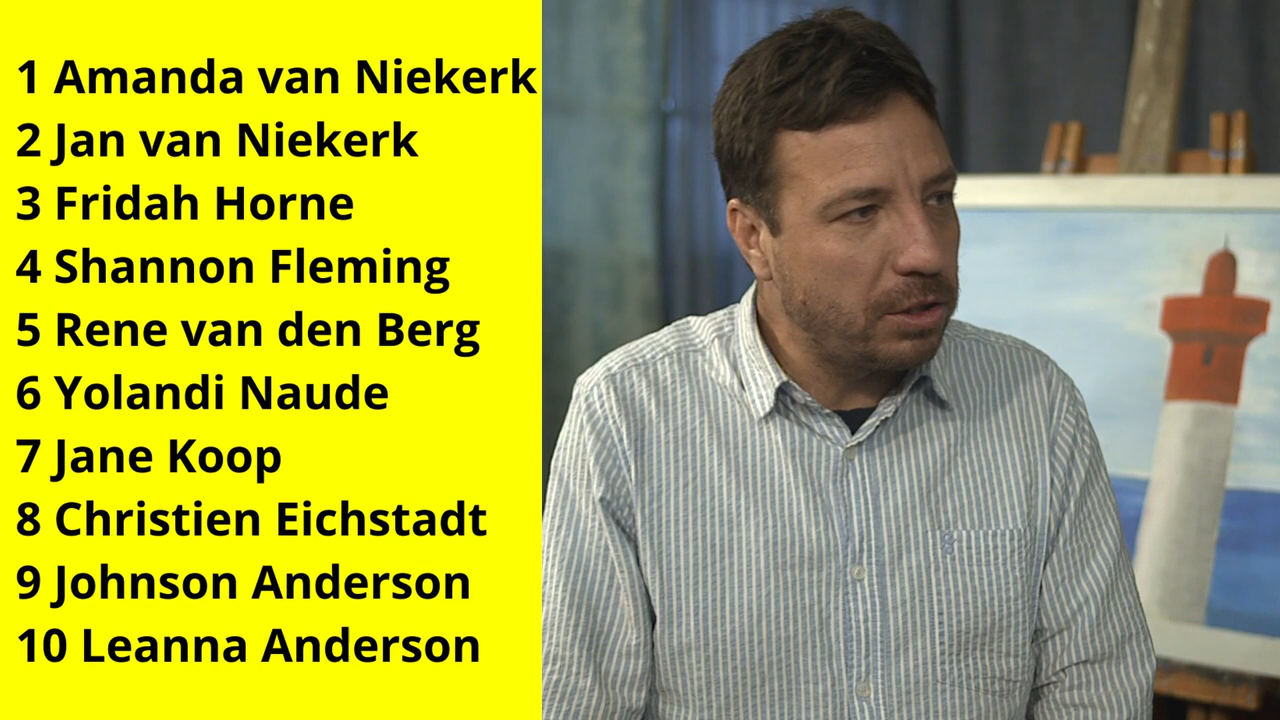 1 Amanda van Niekerk
2 Jan van Niekerk
3 Fridah Horne
4 Shannon Fleming
5 Rene van den Berg
6 Yolandi Naude
7 Jane Koop
8 Christien Eichstadt
9 Johnson Anderson
10 Leanna Anderson